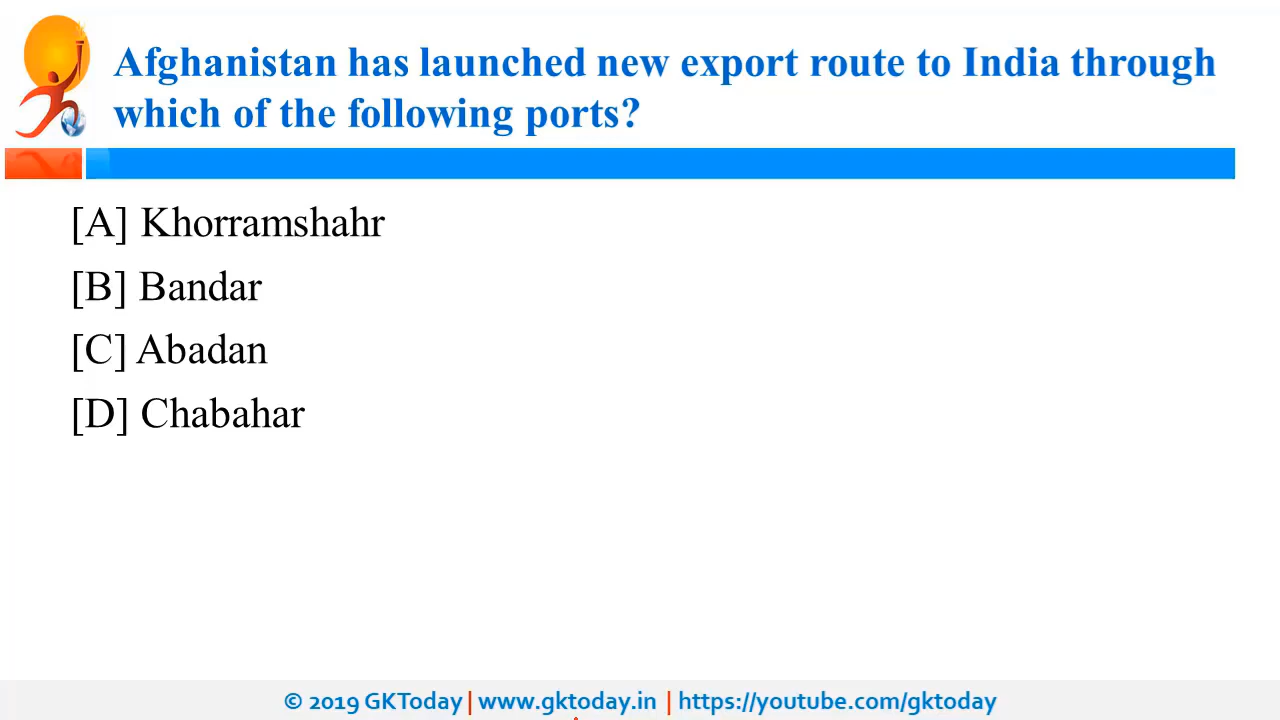 Afghanistan has launched new export route to India through
which of the following ports?
[A] Khorramshahr
[B] Bandar
[C] Abadan
[D] Chabahar
© 2019 GKToday | www.gktoday.in | https://youtube.com/gktoday